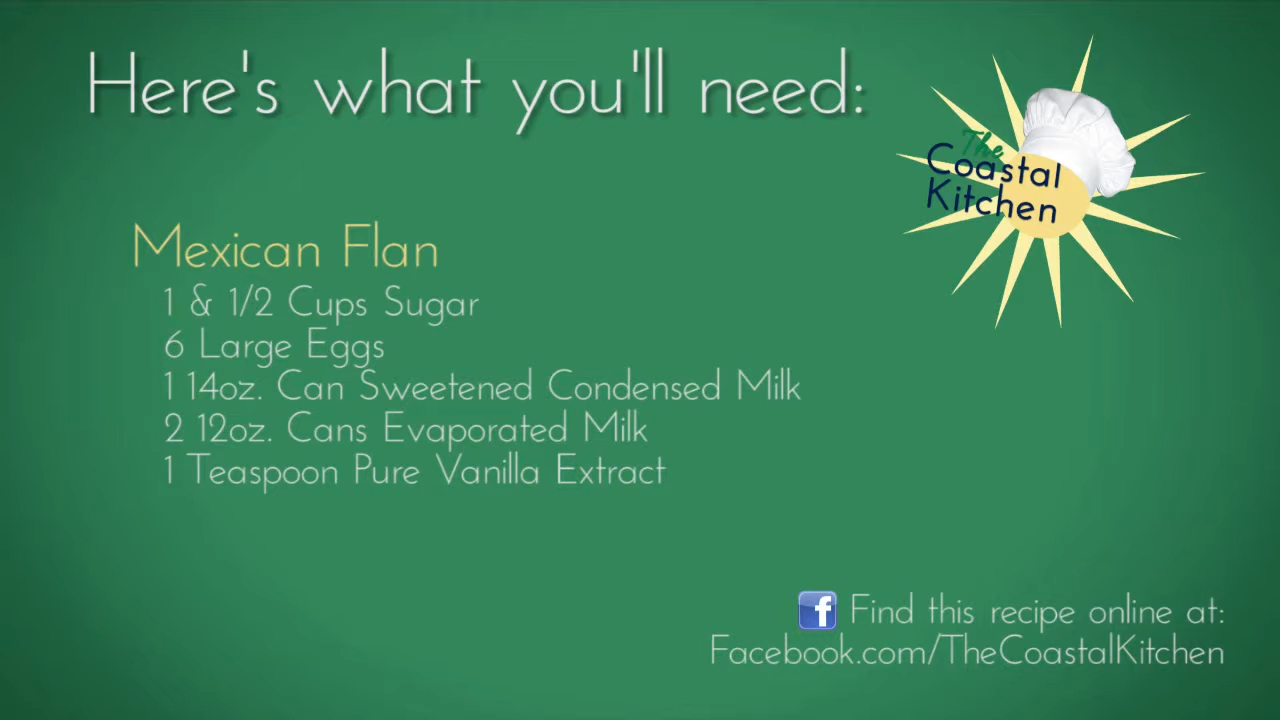 Here's what you'll need:
The
Coastal
Kitchen
Mexican Flan
1 & 1/2 Cups Sugar
6 Large Eggs
1 14oz. Can Sweetened Condensed Milk
2 12oz. Cans Evaporated Milk
1 Teaspoon Pure Vanilla Extract
f Find this recipe online at:
Facebook.com/TheCoastalKitchen